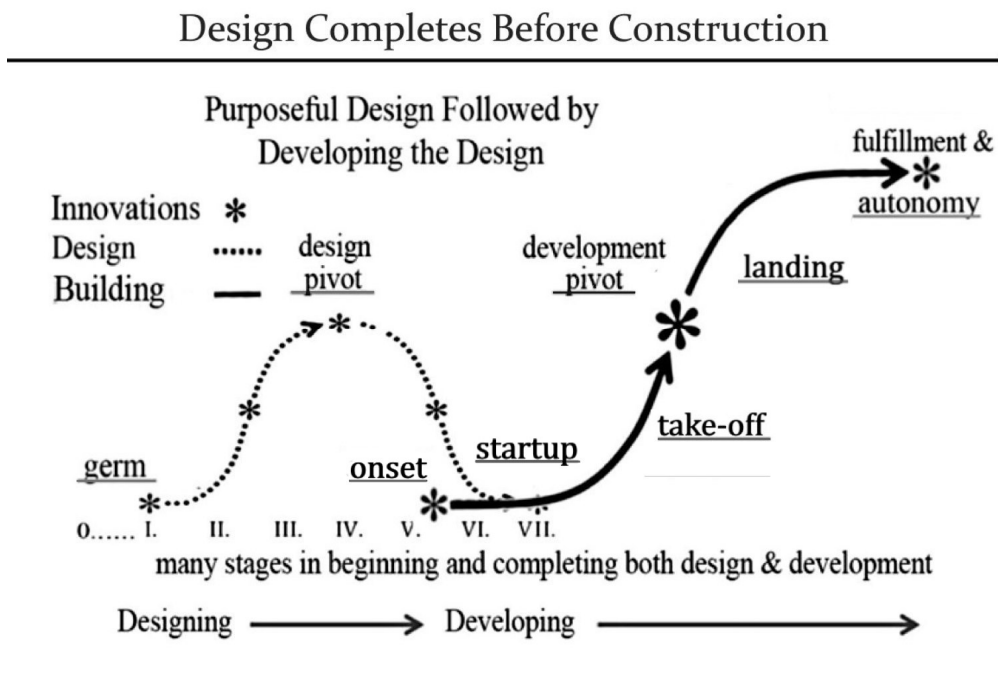 Design Completes Before Construction
Purposeful Design Followed by
Developing the Design
fulfillment &
autonomy
Innovations *
Design ......
Building
design
pivot
development
pivot
landing
take-off
startup
onset
germ
0...... I. II. III. IV. V. VI. VII.
many stages in beginning and completing both design & development
Designing
Developing